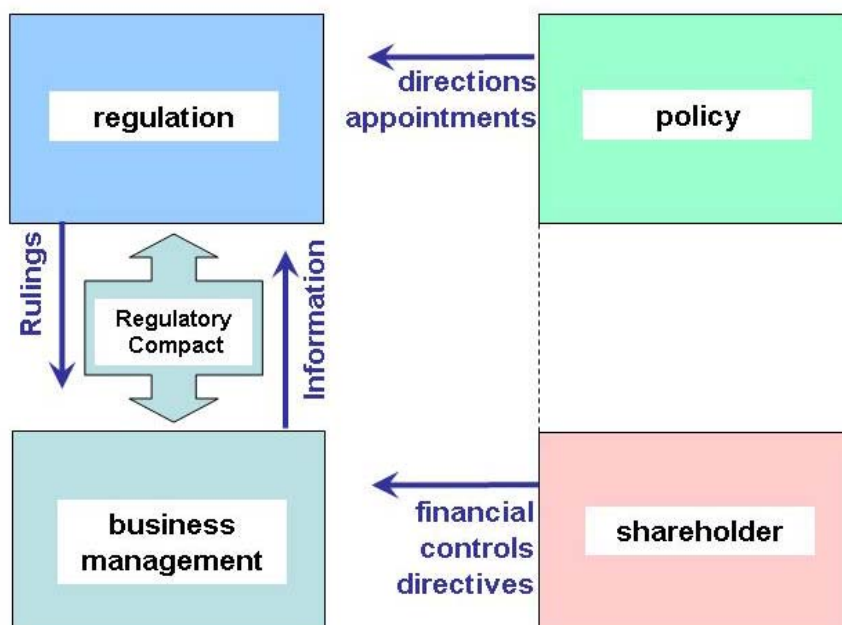 regulation
directions
appointments
policy
Rulings
Regulatory
Compact
Information
business
management
financial
controls
directives
shareholder